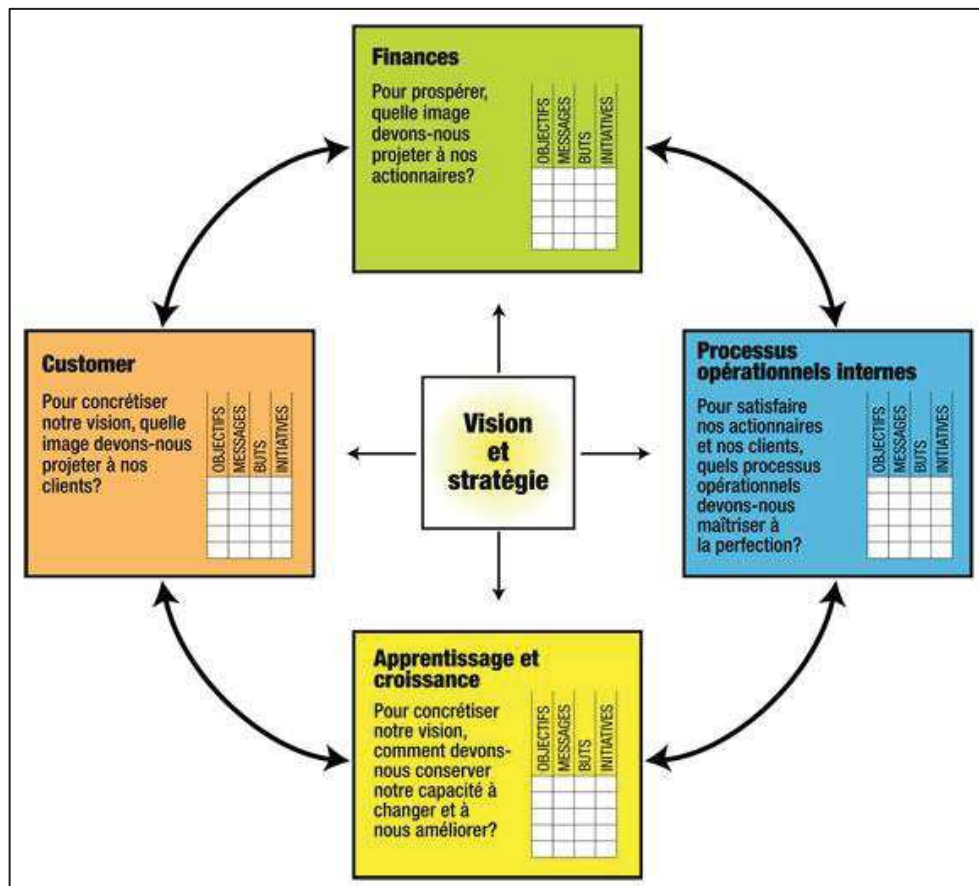 Finances
Pour prospérer,
quelle image
devons-nous
projeter à nos
actionnaires?
OBJECTIFS
MESSAGES
BUTS
INITIATIVES
Customer
Pour concrétiser
notre vision, quelle
image devons-nous
projeter à nos
clients?
OBJECTIFS
MESSAGES
BUTS
INITIATIVES
Vision
et
stratégie
Processus
opérationnels internes
Pour satisfaire
nos actionnaires
et nos clients,
quels processus
opérationnels
devons-nous
maîtriser à
la perfection?
OBJECTIFS
MESSAGES
BUTS
INITIATIVES
Apprentissage et
croissance
Pour concrétiser
notre vision,
comment devons-
nous conserver
notre capacité à
changer et à
nous améliorer?
OBJECTIFS
MESSAGES
BUTS
INITIATIVES